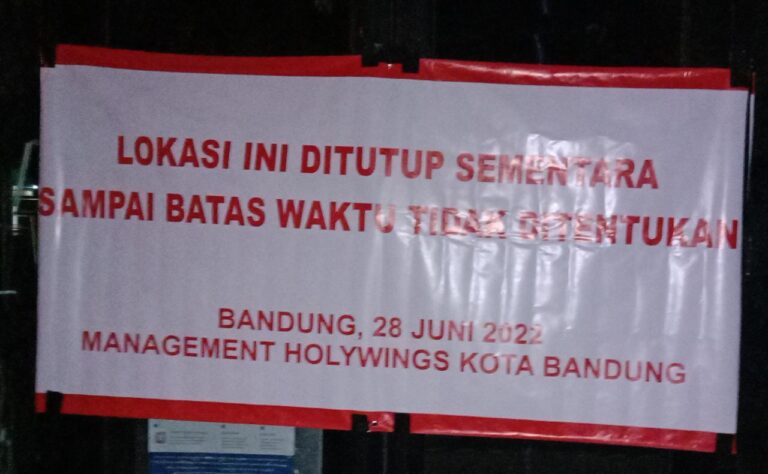 LOKASI INI DITUTUP SEMENTARA
SAMPAI BATAS WAKTU TIDAK DITENTUKAN
BANDUNG, 28 JUNI 2022
MANAGEMENT HOLYWINGS KOTA BANDUNG